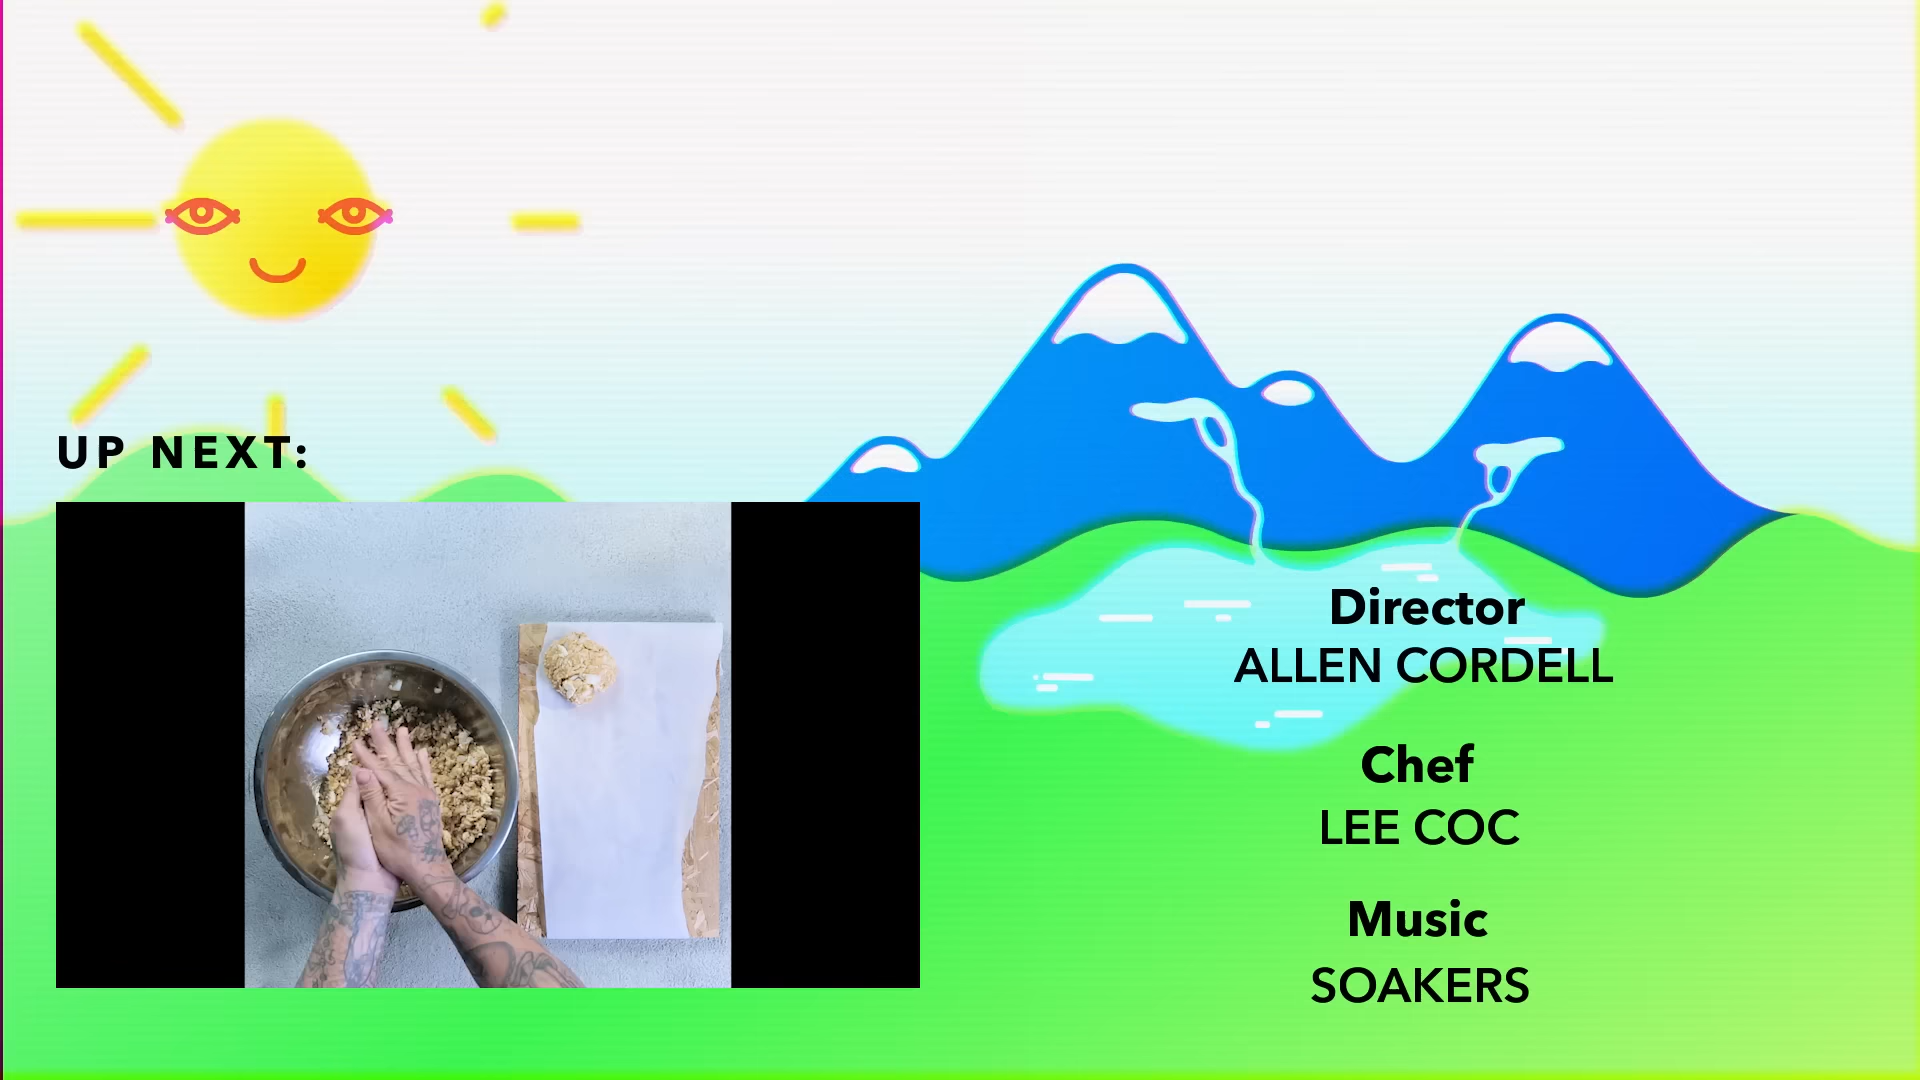 UP NEXT:
Director
ALLEN CORDELL
Chef
LEE COC
Music
SOAKERS